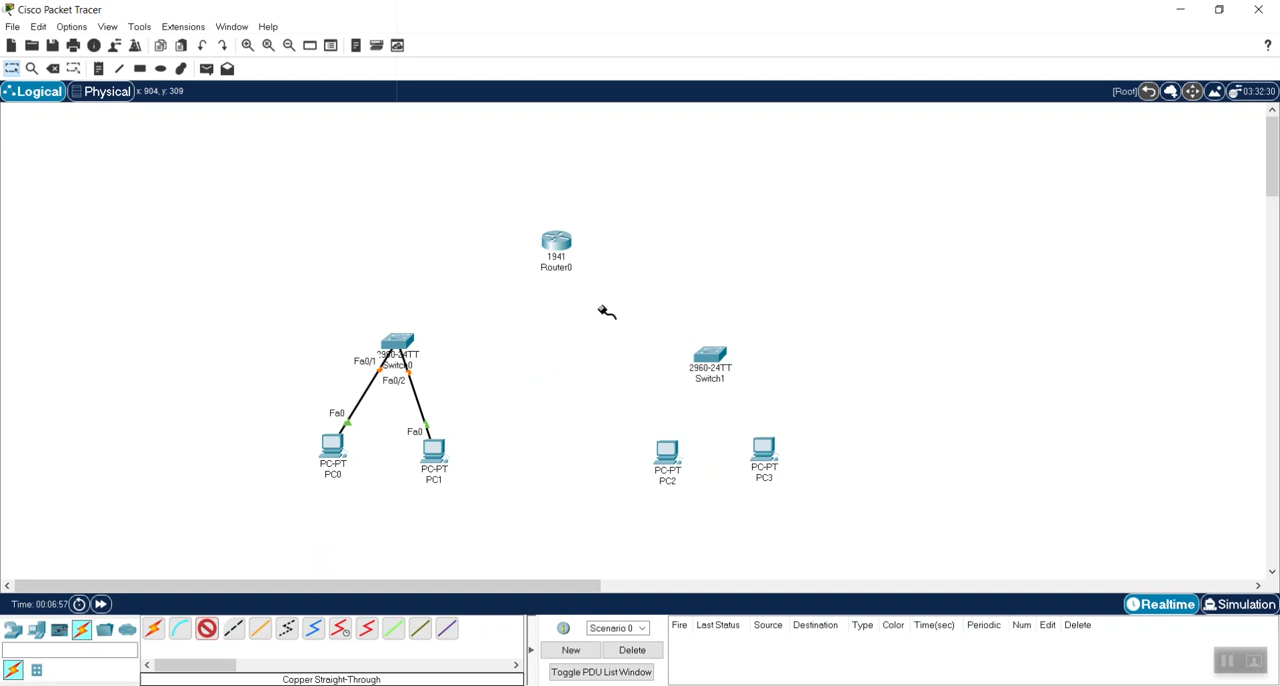 Cisco Packet Tracer
File Edit Options View Tools Extensions Window Help
?
Logical Physical x: 904, y: 309 [Root] 03:32:30
1941
Router0
2960-24TT
Switch0
Fa0/1
Fa0/2
2960-24TT
Switch1
Fa0
Fa0
PC-PT
PC0
PC-PT
PC1
PC-PT
PC2
PC-PT
PC3
Time: 00:06:57 Realtime Simulation
Scenario 0
New Delete
Toggle PDU List Window
Fire Last Status Source Destination Type Color Time(sec) Periodic Num Edit Delete
Copper Straight-Through